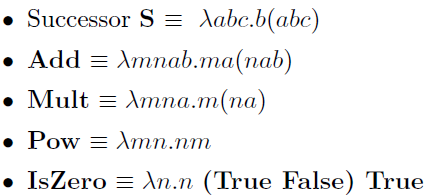 • Successor S ≡ λabc.b(abc)
• Add ≡ λmnab.ma(nab)
• Mult ≡ λmna.m(na)
• Pow ≡ λmn.nm
• IsZero ≡ λn.n (True False) True